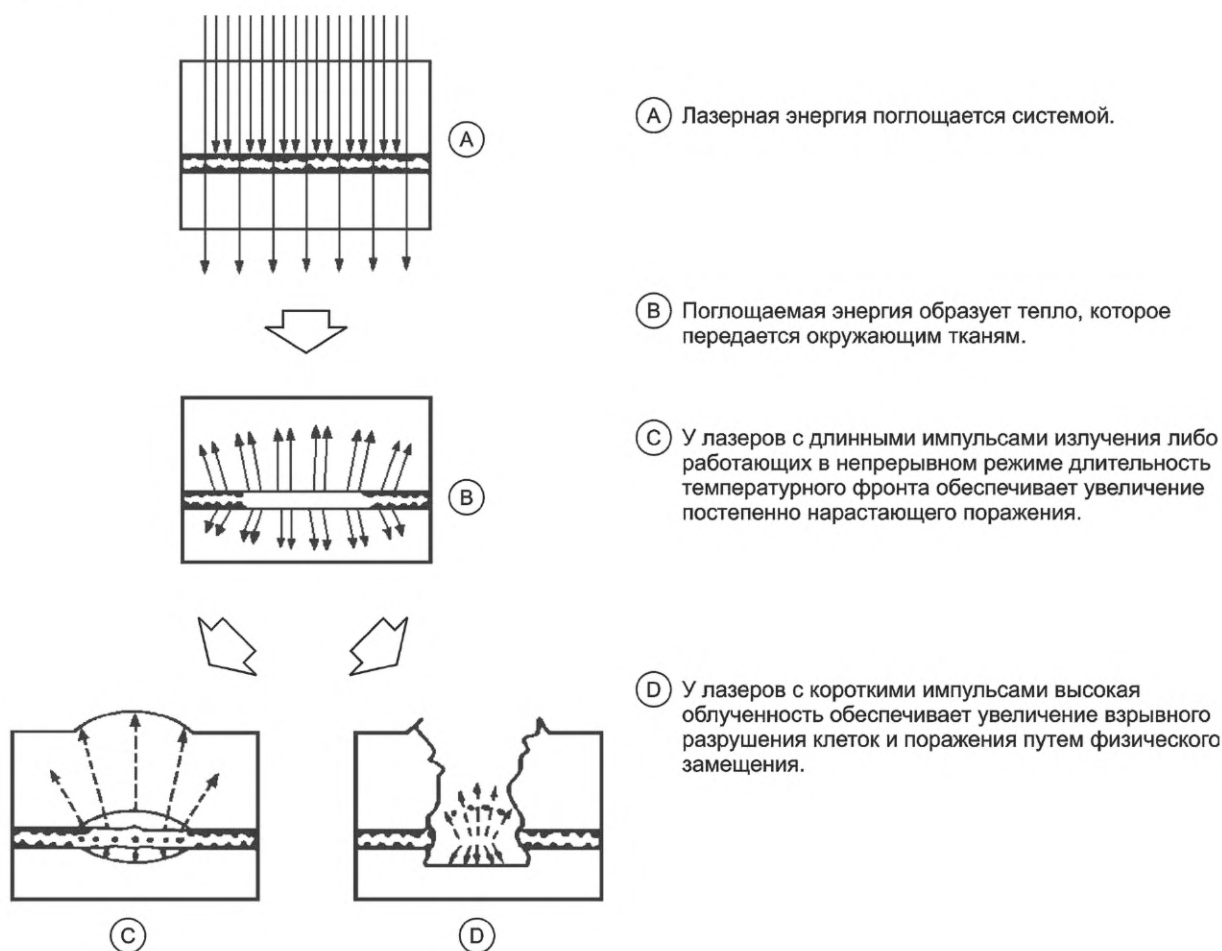 A
A Лазерная энергия поглощается системой.
B Поглощаемая энергия образует тепло, которое
передается окружающим тканям.
B
C У лазеров с длинными импульсами излучения либо
работающих в непрерывном режиме длительность
температурного фронта обеспечивает увеличение
постепенно нарастающего поражения.
D У лазеров с короткими импульсами высокая
облученность обеспечивает увеличение взрывного
разрушения клеток и поражения путем физического
замещения.
C
D